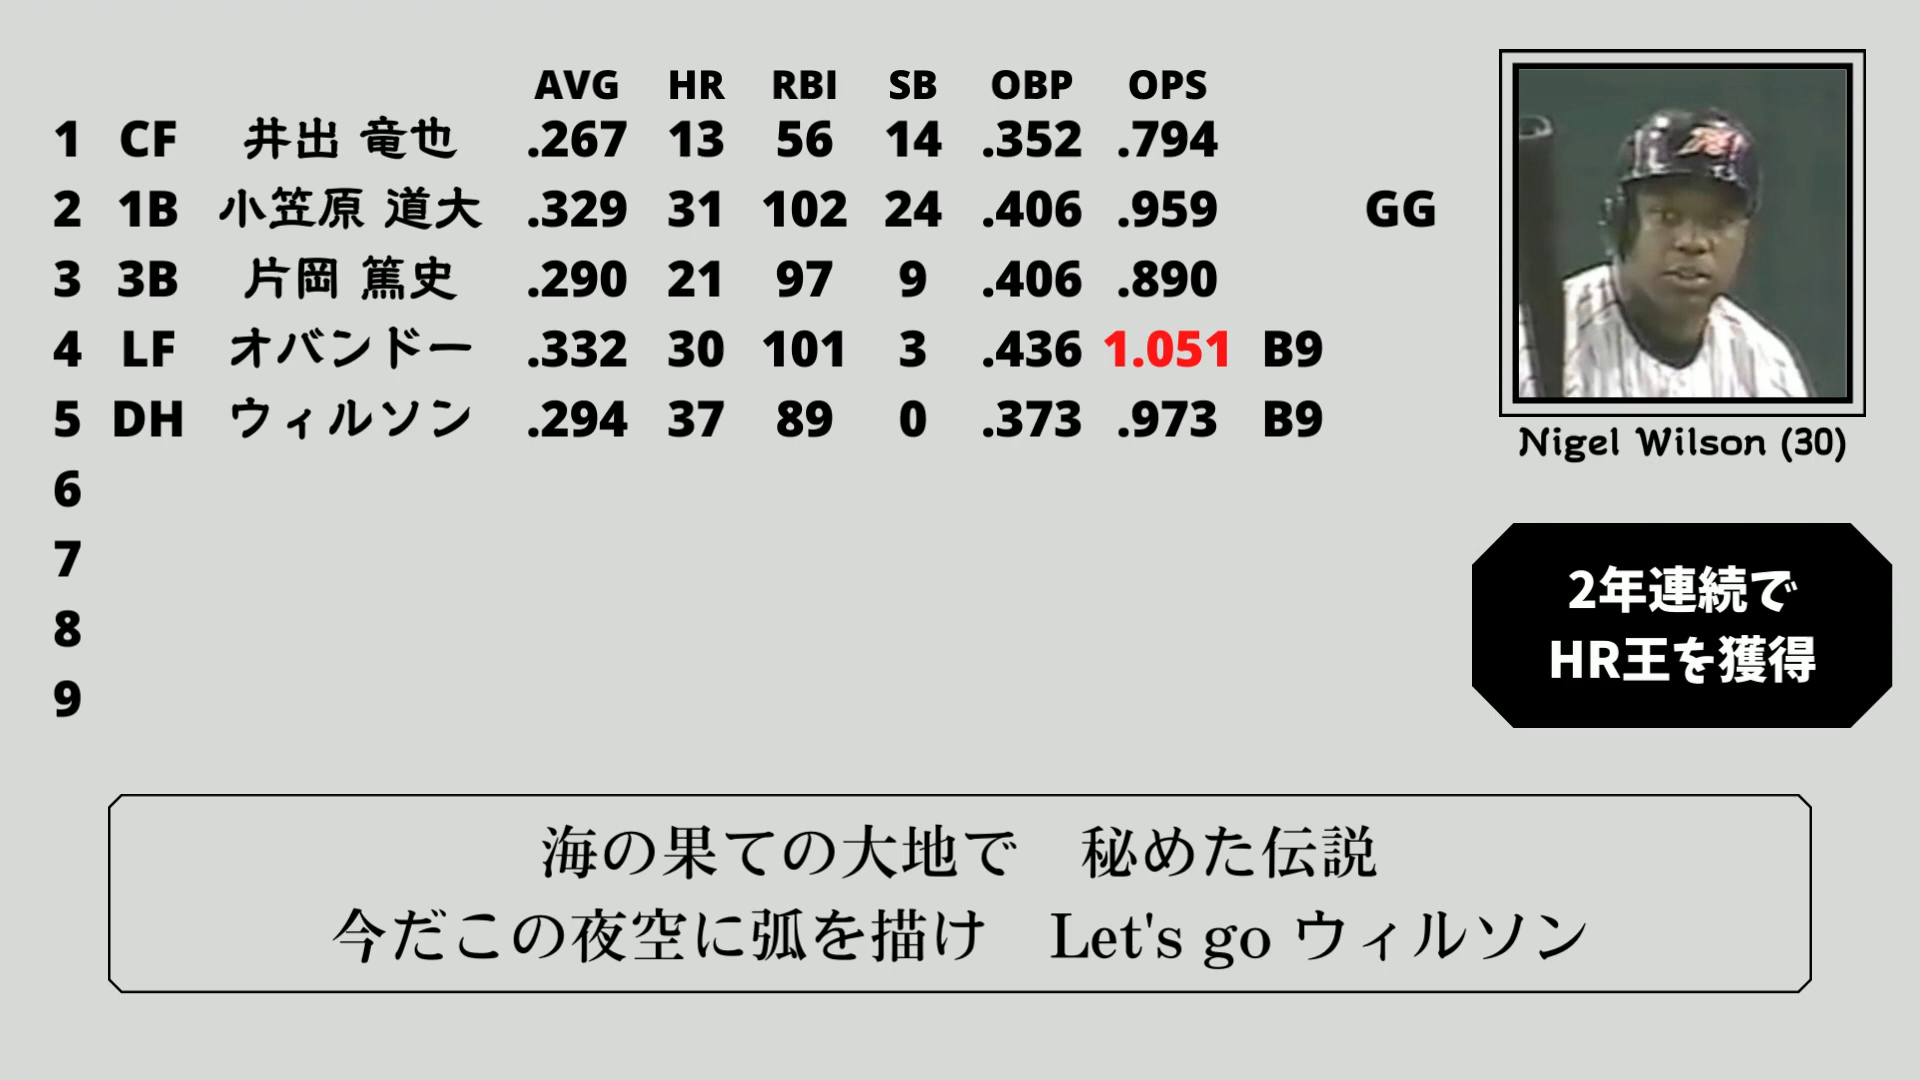 AVG HR RBI SB OBP OPS
1 CF 井出 竜也 .267 13 56 14 .352 .794
2 1B 小笠原 道大 .329 31 102 24 .406 .959 GG
3 3B 片岡 篤史 .290 21 97 9 .406 .890
4 LF オバンドー .332 30 101 3 .436 1.051 B9
5 DH ウィルソン .294 37 89 0 .373 .973 B9
6
7
8
9
Nigel Wilson (30)
2年連続で
HR王を獲得
海の果ての大地で　秘めた伝説
今だこの夜空に弧を描け　Let's go ウィルソン